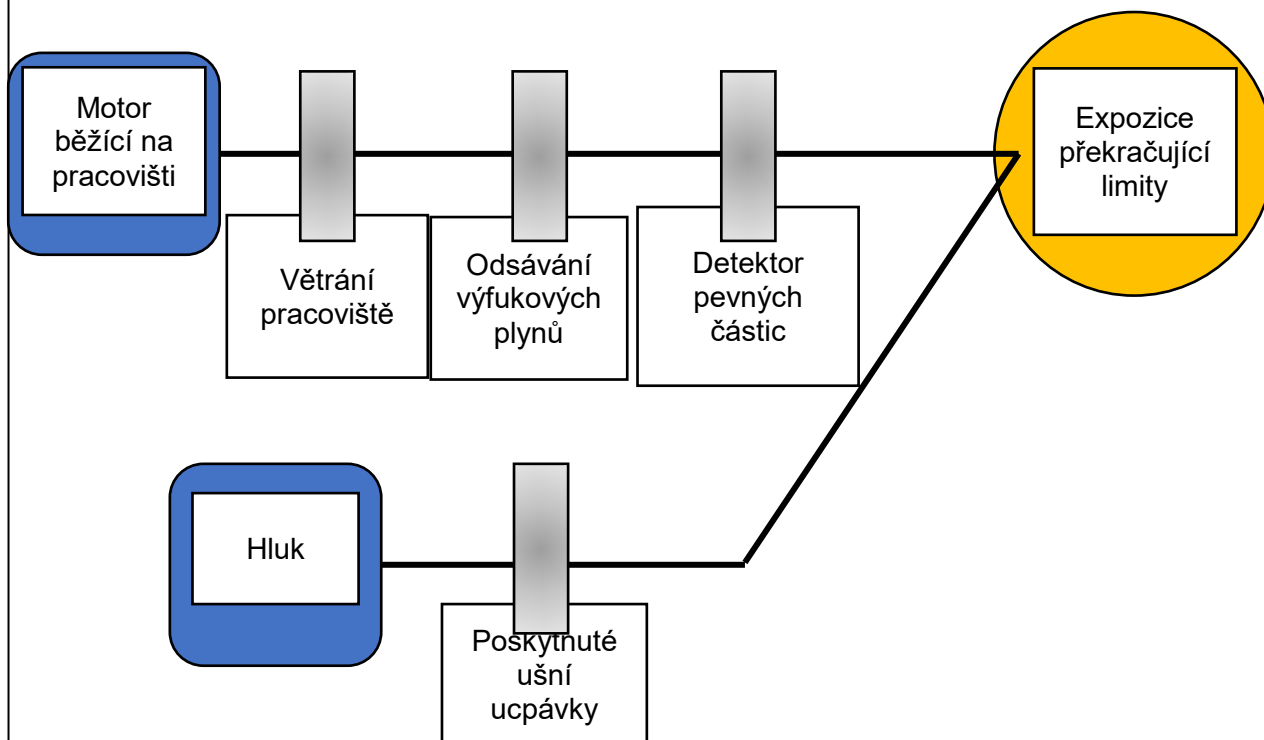 Motor
běžící na
pracovišti
Větrání
pracoviště
Odsávání
výfukových
plynů
Detektor
pevných
částic
Expozice
překračující
limity
Hluk
Poskytnuté
ušní
ucpávky